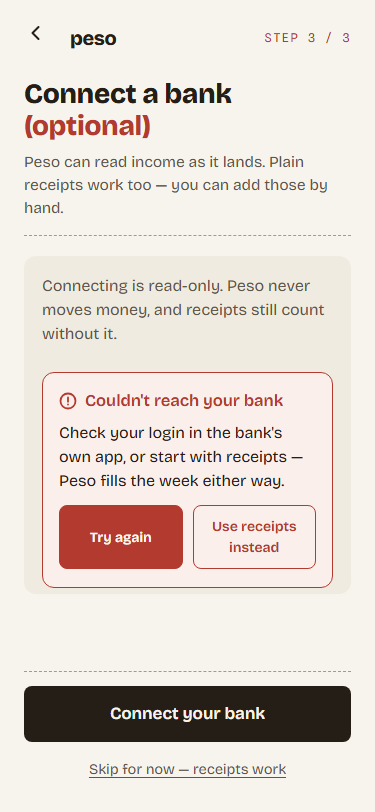 peso
STEP 3 / 3
Connect a bank
(optional)
Peso can read income as it lands. Plain
receipts work too — you can add those by
hand.
Connecting is read-only. Peso never
moves money, and receipts still count
without it.
Couldn't reach your bank
Check your login in the bank's
own app, or start with receipts —
Peso fills the week either way.
Try again
Use receipts
instead
Connect your bank
Skip for now — receipts work